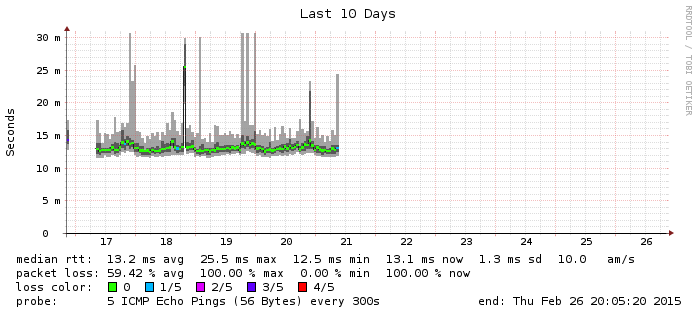 Last 10 Days
RRDTOOL / TOBI OETIKER
Seconds
30 m
25 m
20 m
15 m
10 m
5 m
0
17 18 19 20 21 22 23 24 25 26
median rtt: 13.2 ms avg 25.5 ms max 12.5 ms min 13.1 ms now 1.3 ms sd 10.0 am/s
packet loss: 59.42 % avg 100.00 % max 0.00 % min 100.00 % now
loss color: 0 1/5 2/5 3/5 4/5
probe: 5 ICMP Echo Pings (56 Bytes) every 300s end: Thu Feb 26 20:05:20 2015